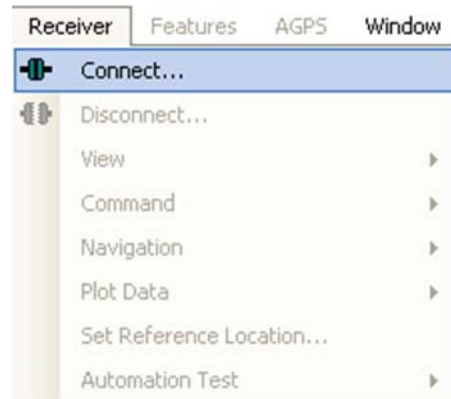 Receiver Features AGPS Window
Connect...
Disconnect...
View
Command
Navigation
Plot Data
Set Reference Location...
Automation Test